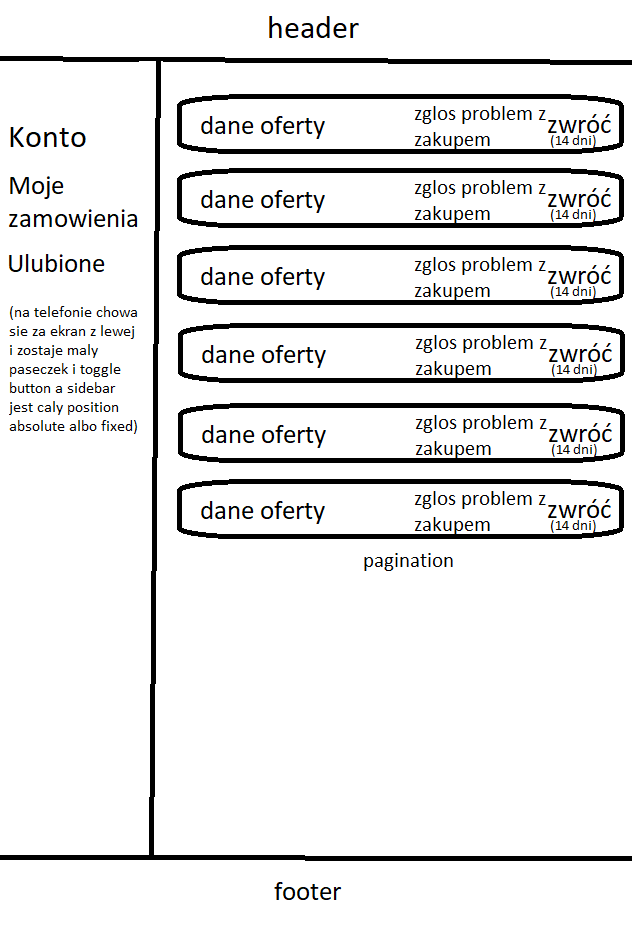 header
Konto
Moje
zamowienia
Ulubione
(na telefonie chowa
sie za ekran z lewej
i zostaje maly
paseczek i toggle
button a sidebar
jest caly position
absolute albo fixed)
dane oferty
zglos problem z
zakupem
zwróć
(14 dni)
dane oferty
zglos problem z
zakupem
zwróć
(14 dni)
dane oferty
zglos problem z
zakupem
zwróć
(14 dni)
dane oferty
zglos problem z
zakupem
zwróć
(14 dni)
dane oferty
zglos problem z
zakupem
zwróć
(14 dni)
dane oferty
zglos problem z
zakupem
zwróć
(14 dni)
pagination
footer